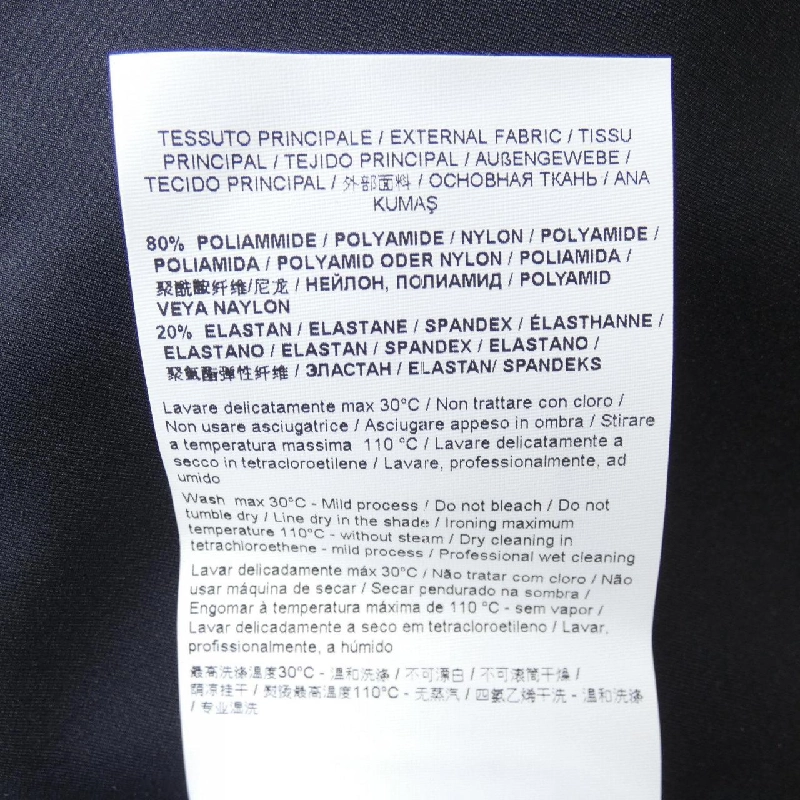 TESSUTO PRINCIPALE / EXTERNAL FABRIC / TISSU
PRINCIPAL / TEJIDO PRINCIPAL / AUßENGEWEBE /
TECIDO PRINCIPAL / 外部面料 / ОСНОВНАЯ ТКАНЬ / ANA
KUMAŞ
80% POLIAMMIDE / POLYAMIDE / NYLON / POLYAMIDE /
POLIAMIDA / POLYAMID ODER NYLON / POLIAMIDA /
聚酰胺纤维/尼龙 / НЕЙЛОН, ПОЛИАМИД / POLYAMID
VEYA NAYLON
20% ELASTAN / ELASTANE / SPANDEX / ÉLASTHANNE /
ELASTANO / ELASTAN / SPANDEX / ELASTANO /
聚氨酯弹性纤维 / ЭЛАСТАН / ELASTAN/ SPANDEKS
Lavare delicatamente max 30°C / Non trattare con cloro /
Non usare asciugatrice / Asciugare appeso in ombra / Stirare
a temperatura massima 110 °C / Lavare delicatamente a
secco in tetracloroetilene / Lavare, professionalmente, ad
umido
Wash max 30°C - Mild process / Do not bleach / Do not
tumble dry / Line dry in the shade / Ironing maximum
temperature 110°C - without steam / Dry cleaning in
tetrachloroethene - mild process / Professional wet cleaning
Lavar delicadamente máx 30°C / Não tratar com cloro / Não
usar máquina de secar / Secar pendurado na sombra /
Engomar à temperatura máxima de 110 °C - sem vapor /
Lavar delicadamente a seco em tetracloroetileno / Lavar,
profissionalmente, a húmido
最高洗涤温度30°C - 温和洗涤 / 不可漂白 / 不可滚筒干燥 /
荫凉挂干 / 熨烫最高温度110°C - 无蒸汽 / 四氯乙烯干洗 - 温和洗涤
/ 专业湿洗